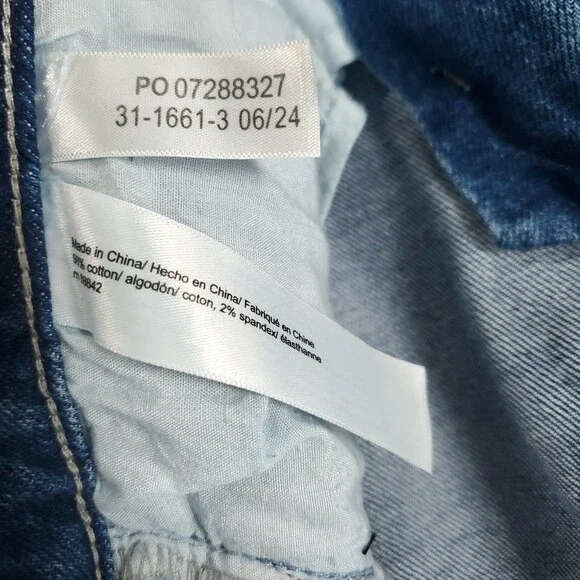 PO 07288327
31-1661-3 06/24
Made in China/ Hecho en China/ Fabriqué en Chine
98% cotton/ algodón/ coton, 2% spandex/ élasthanne